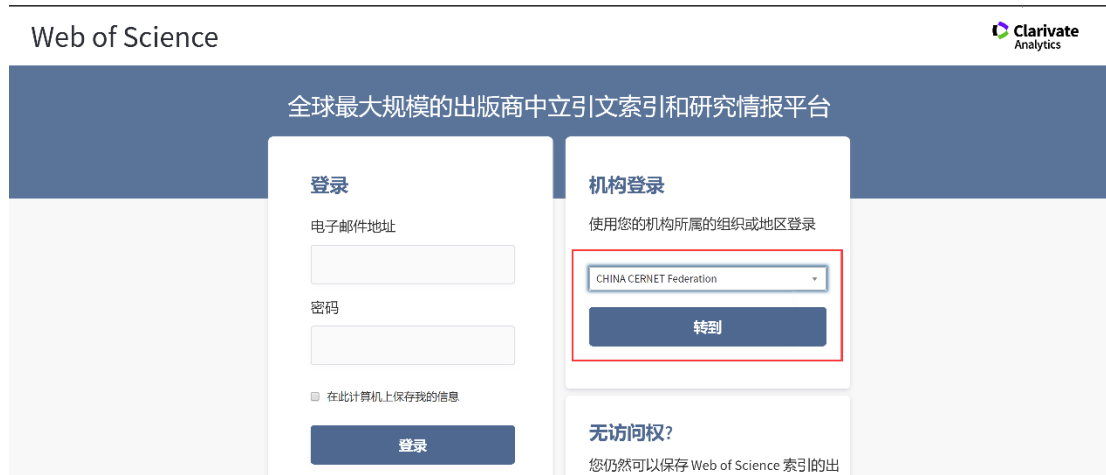 Web of Science
Clarivate
Analytics
全球最大规模的出版商中立引文索引和研究情报平台
登录
电子邮件地址
密码
在此计算机上保存我的信息
登录
机构登录
使用您的机构所属的组织或地区登录
CHINA CERNET Federation
转到
无访问权?
您仍然可以保存 Web of Science 索引的出